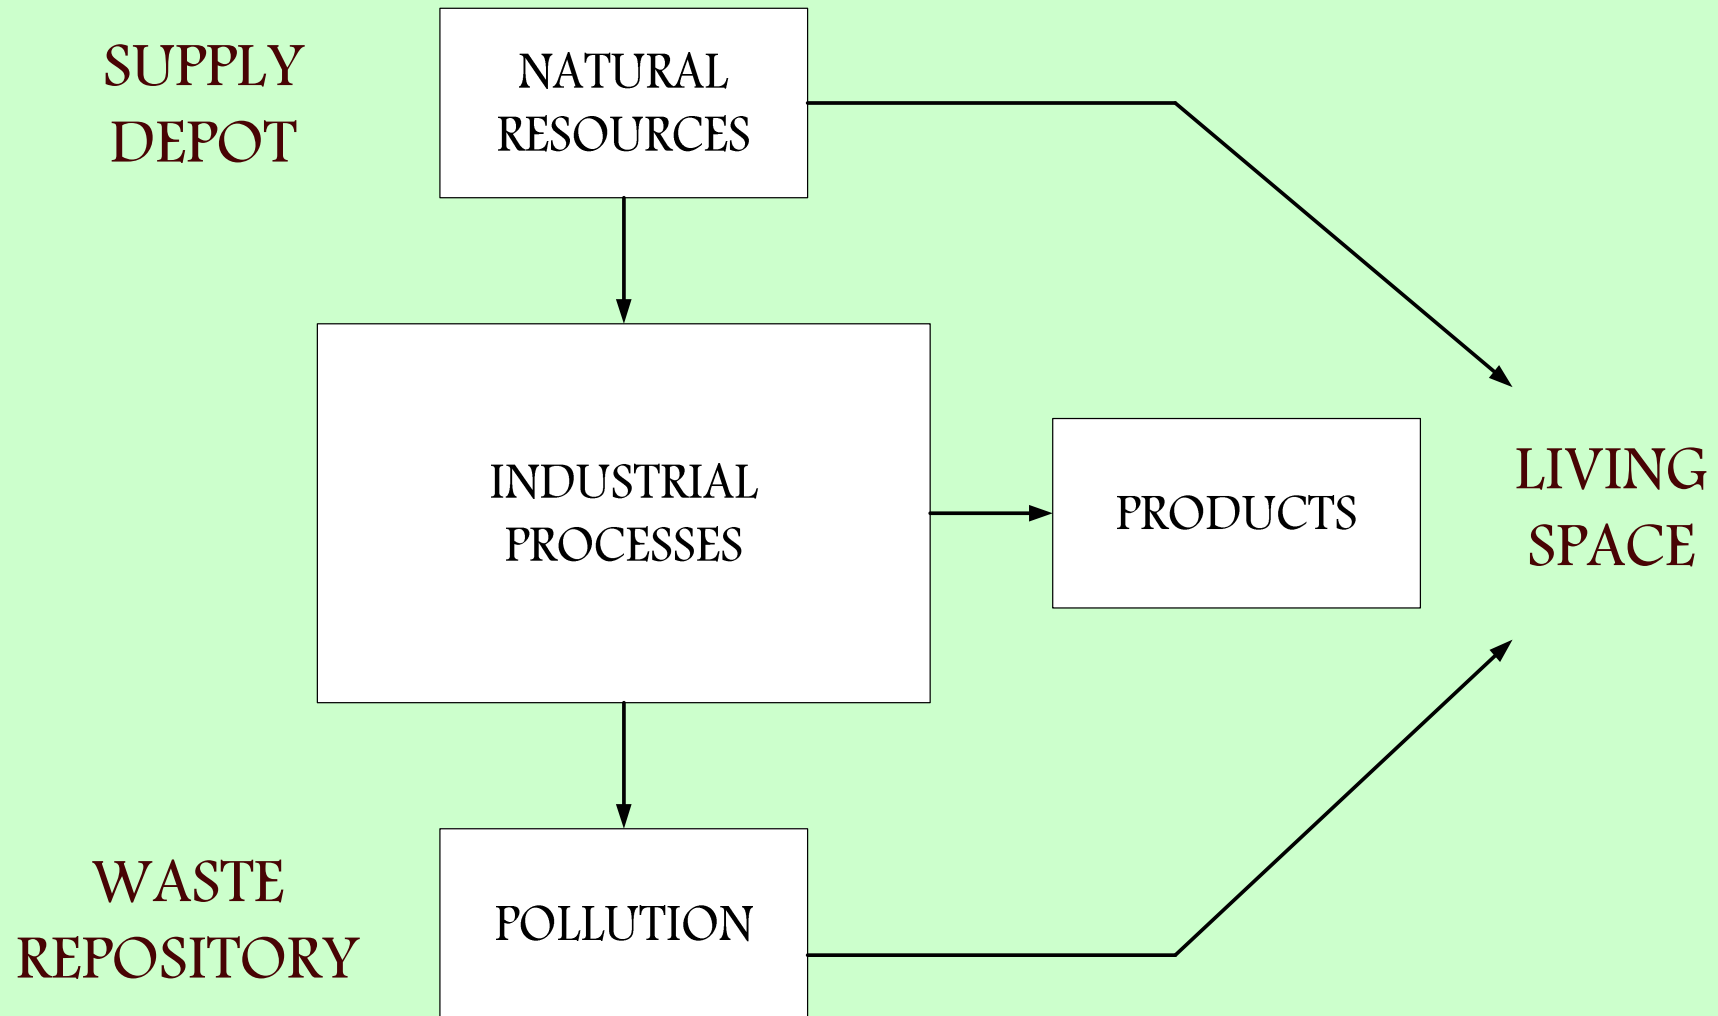 SUPPLY
DEPOT
NATURAL
RESOURCES
INDUSTRIAL
PROCESSES
PRODUCTS
LIVING
SPACE
WASTE
REPOSITORY
POLLUTION